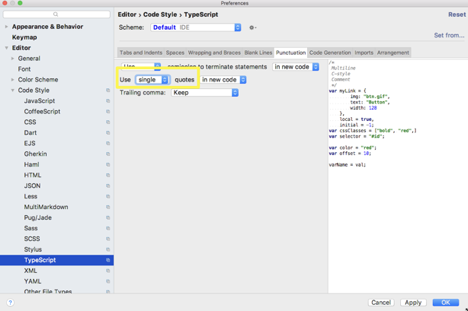 Preferences
Appearance & Behavior
Keymap
Editor
General
Font
Color Scheme
Code Style
JavaScript
CoffeeScript
CSS
Dart
EJS
Gherkin
Haml
HTML
JSON
Less
MultiMarkdown
Pug/Jade
Sass
SCSS
Stylus
TypeScript
XML
YAML
Other File Types
Editor › Code Style › TypeScript
Reset
Scheme: Default IDE
Set from...
Tabs and Indents Spaces Wrapping and Braces Blank Lines Punctuation Code Generation Imports Arrangement
Use semicolon to terminate statements in new code
Use single quotes in new code
Trailing comma: Keep
/*
Multiline
C-style
Comment
*/
var myLink = {
img: "btn.gif",
text: "Button",
width: 128
},
local = true,
initial = -1;
var cssClasses = ["bold", "red",]
var selector = "#id";
var color = "red";
var offset = 10;
varName = val;
?
Cancel Apply OK